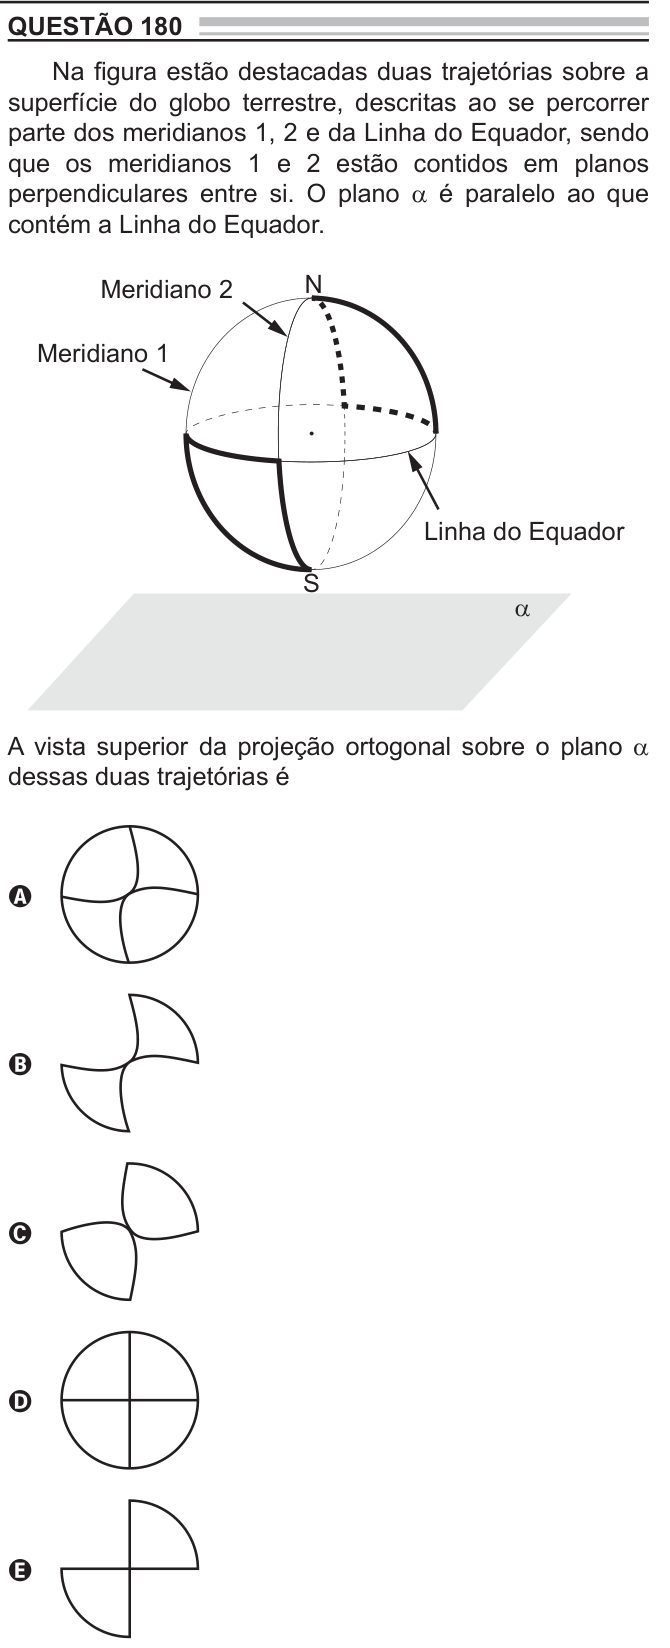 QUESTÃO 180
Na figura estão destacadas duas trajetórias sobre a
superfície do globo terrestre, descritas ao se percorrer
parte dos meridianos 1, 2 e da Linha do Equador, sendo
que os meridianos 1 e 2 estão contidos em planos
perpendiculares entre si. O plano α é paralelo ao que
contém a Linha do Equador.
N
Meridiano 2
Meridiano 1
Linha do Equador
S
α
A vista superior da projeção ortogonal sobre o plano α
dessas duas trajetórias é
A
B
C
D
E